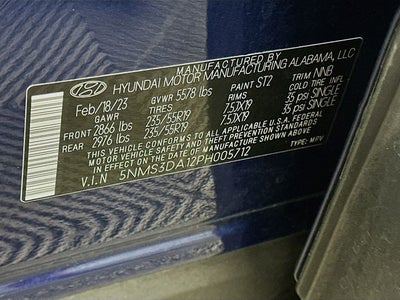 MANUFACTURED BY
HYUNDAI MOTOR MANUFACTURING ALABAMA, LLC
Feb/18/23 GVWR 5578 lbs PAINT ST2 TRIM NNB
GAWR TIRES COLD TIRE INFL.
FRONT 2866 lbs 235/55R19 7.5JX19 35 psi SINGLE
REAR 2976 lbs 235/55R19 7.5JX19 35 psi SINGLE
THIS VEHICLE CONFORMS TO ALL APPLICABLE U.S.A. FEDERAL
MOTOR VEHICLE SAFETY AND THEFT PREVENTION STANDARDS
IN EFFECT ON THE DATE OF MANUFACTURE SHOWN ABOVE.
V.I.N 5NMS3DA12PH005712 TYPE: MPV